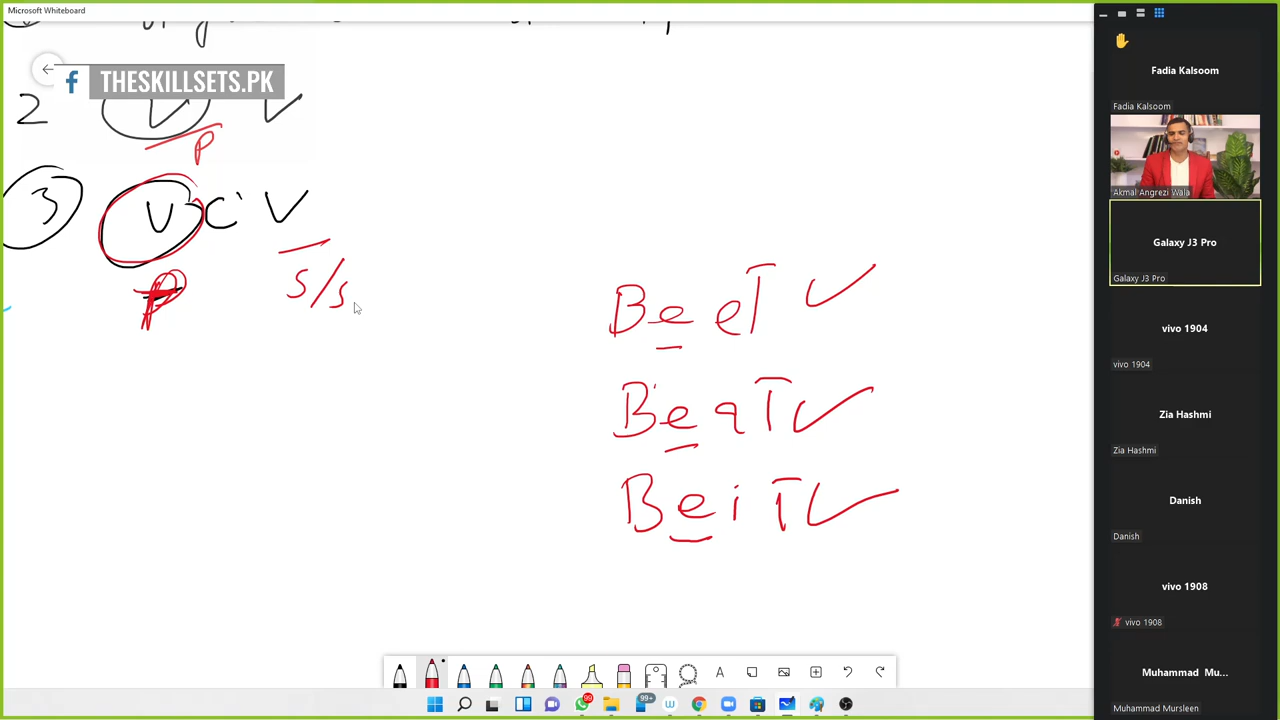 Microsoft Whiteboard
THESKILLSETS.PK
2 V V
P
3 V C V
P
S/S
BeeT
BeaT
BeiT
A
99
99+
Fadia Kalsoom
Fadia Kalsoom
Akmal Angrezi Wala
Galaxy J3 Pro
Galaxy J3 Pro
vivo 1904
vivo 1904
Zia Hashmi
Zia Hashmi
Danish
Danish
vivo 1908
vivo 1908
Muhammad Mu...
Muhammad Mursleen